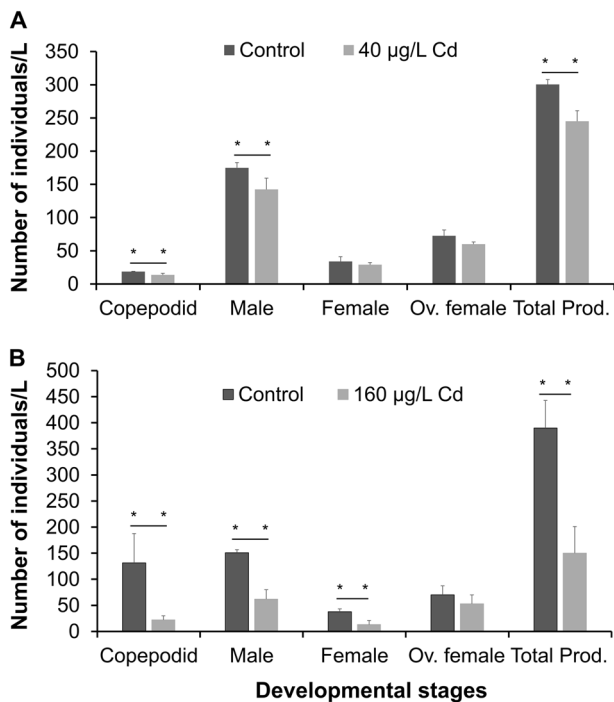 A
Number of individuals/L
Control 40 µg/L Cd
350
300
250
200
150
100
50
0
* *
* *
* *
Copepodid Male Female Ov. female Total Prod.
B
Number of individuals/L
Control 160 µg/L Cd
500
450
400
350
300
250
200
150
100
50
0
* *
* *
* *
* *
Copepodid Male Female Ov. female Total Prod.
Developmental stages